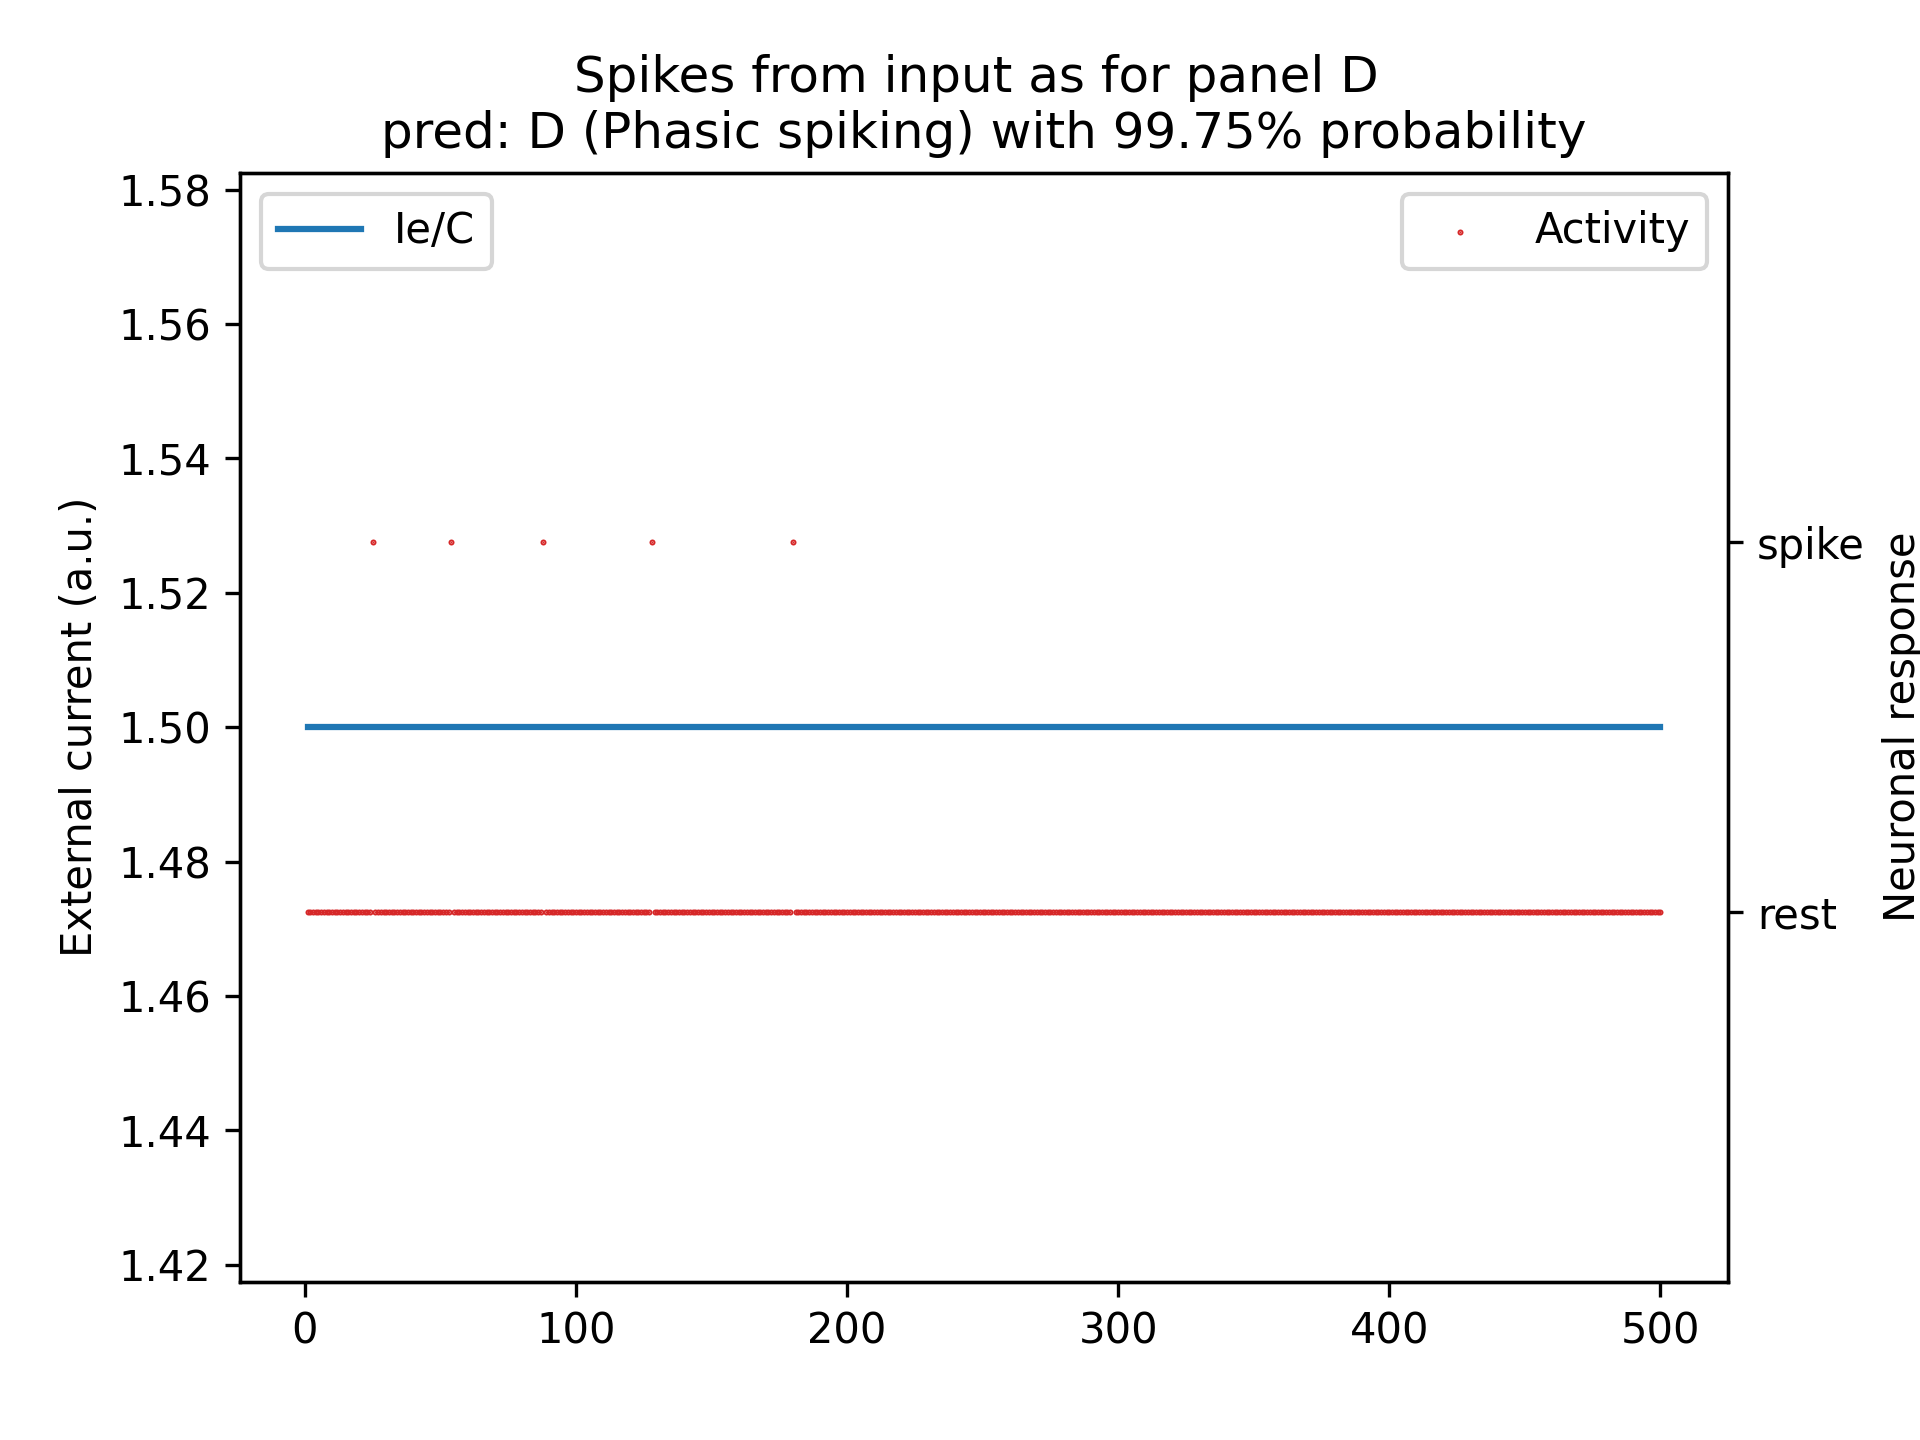 Spikes from input as for panel D
pred: D (Phasic spiking) with 99.75% probability
Ie/C
Activity
1.58
1.56
1.54
1.52
1.50
1.48
1.46
1.44
1.42
External current (a.u.)
spike
rest
Neuronal response
0 100 200 300 400 500